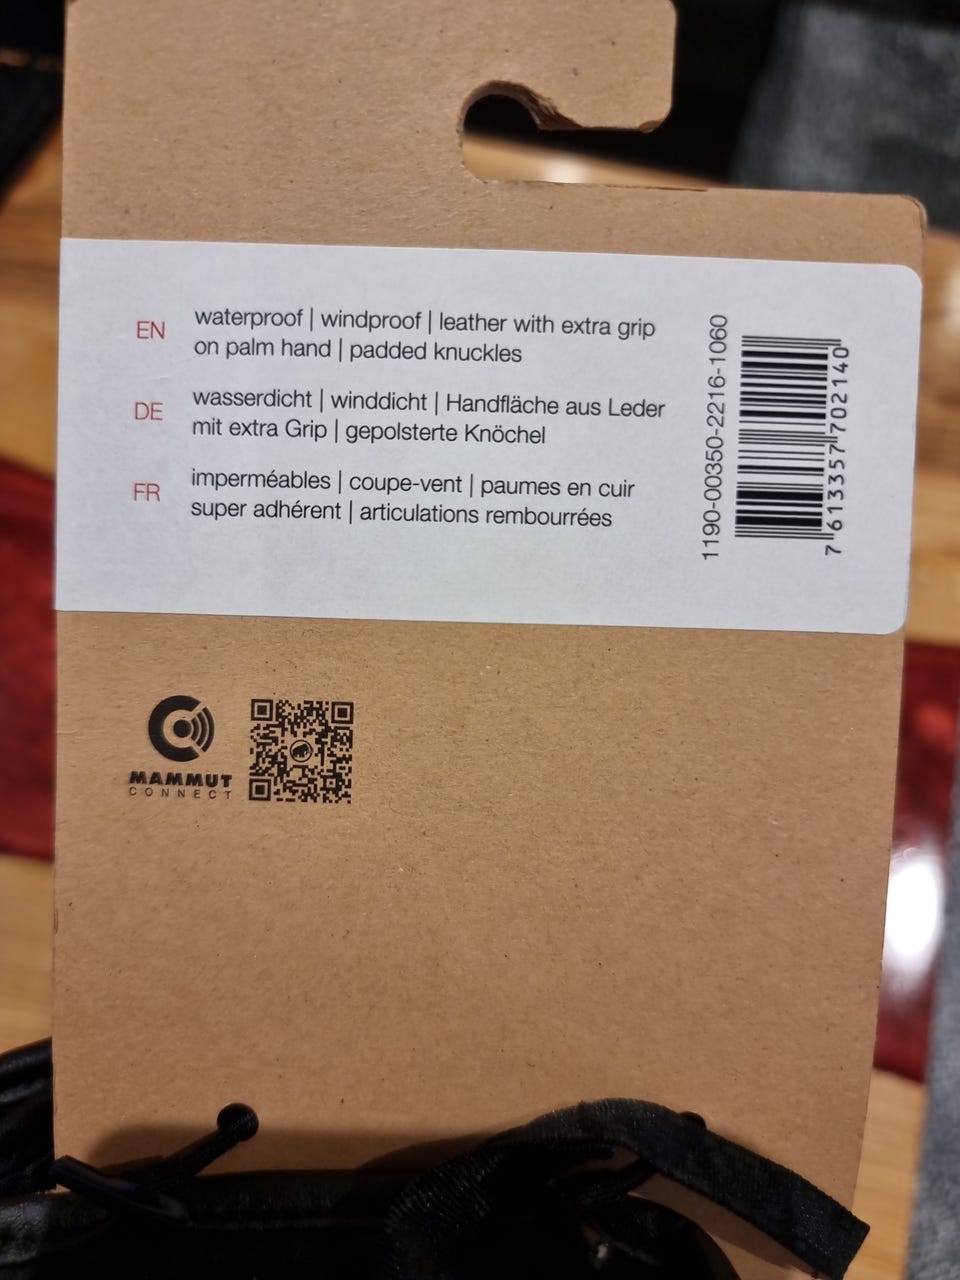 EN
waterproof | windproof | leather with extra grip
on palm hand | padded knuckles
DE
wasserdicht | winddicht | Handfläche aus Leder
mit extra Grip | gepolsterte Knöchel
FR
imperméables | coupe-vent | paumes en cuir
super adhérent | articulations rembourrées
1190-00350-2216-1060
7 613357 702140
MAMMUT
CONNECT